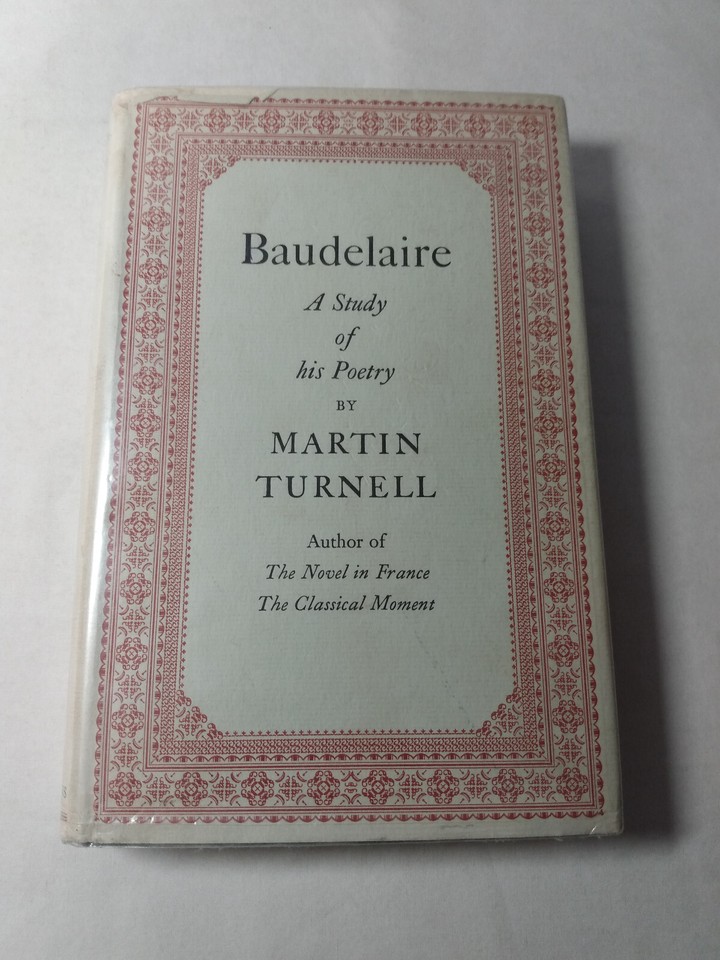 Baudelaire
A Study
of
his Poetry
BY
MARTIN
TURNELL
Author of
The Novel in France
The Classical Moment